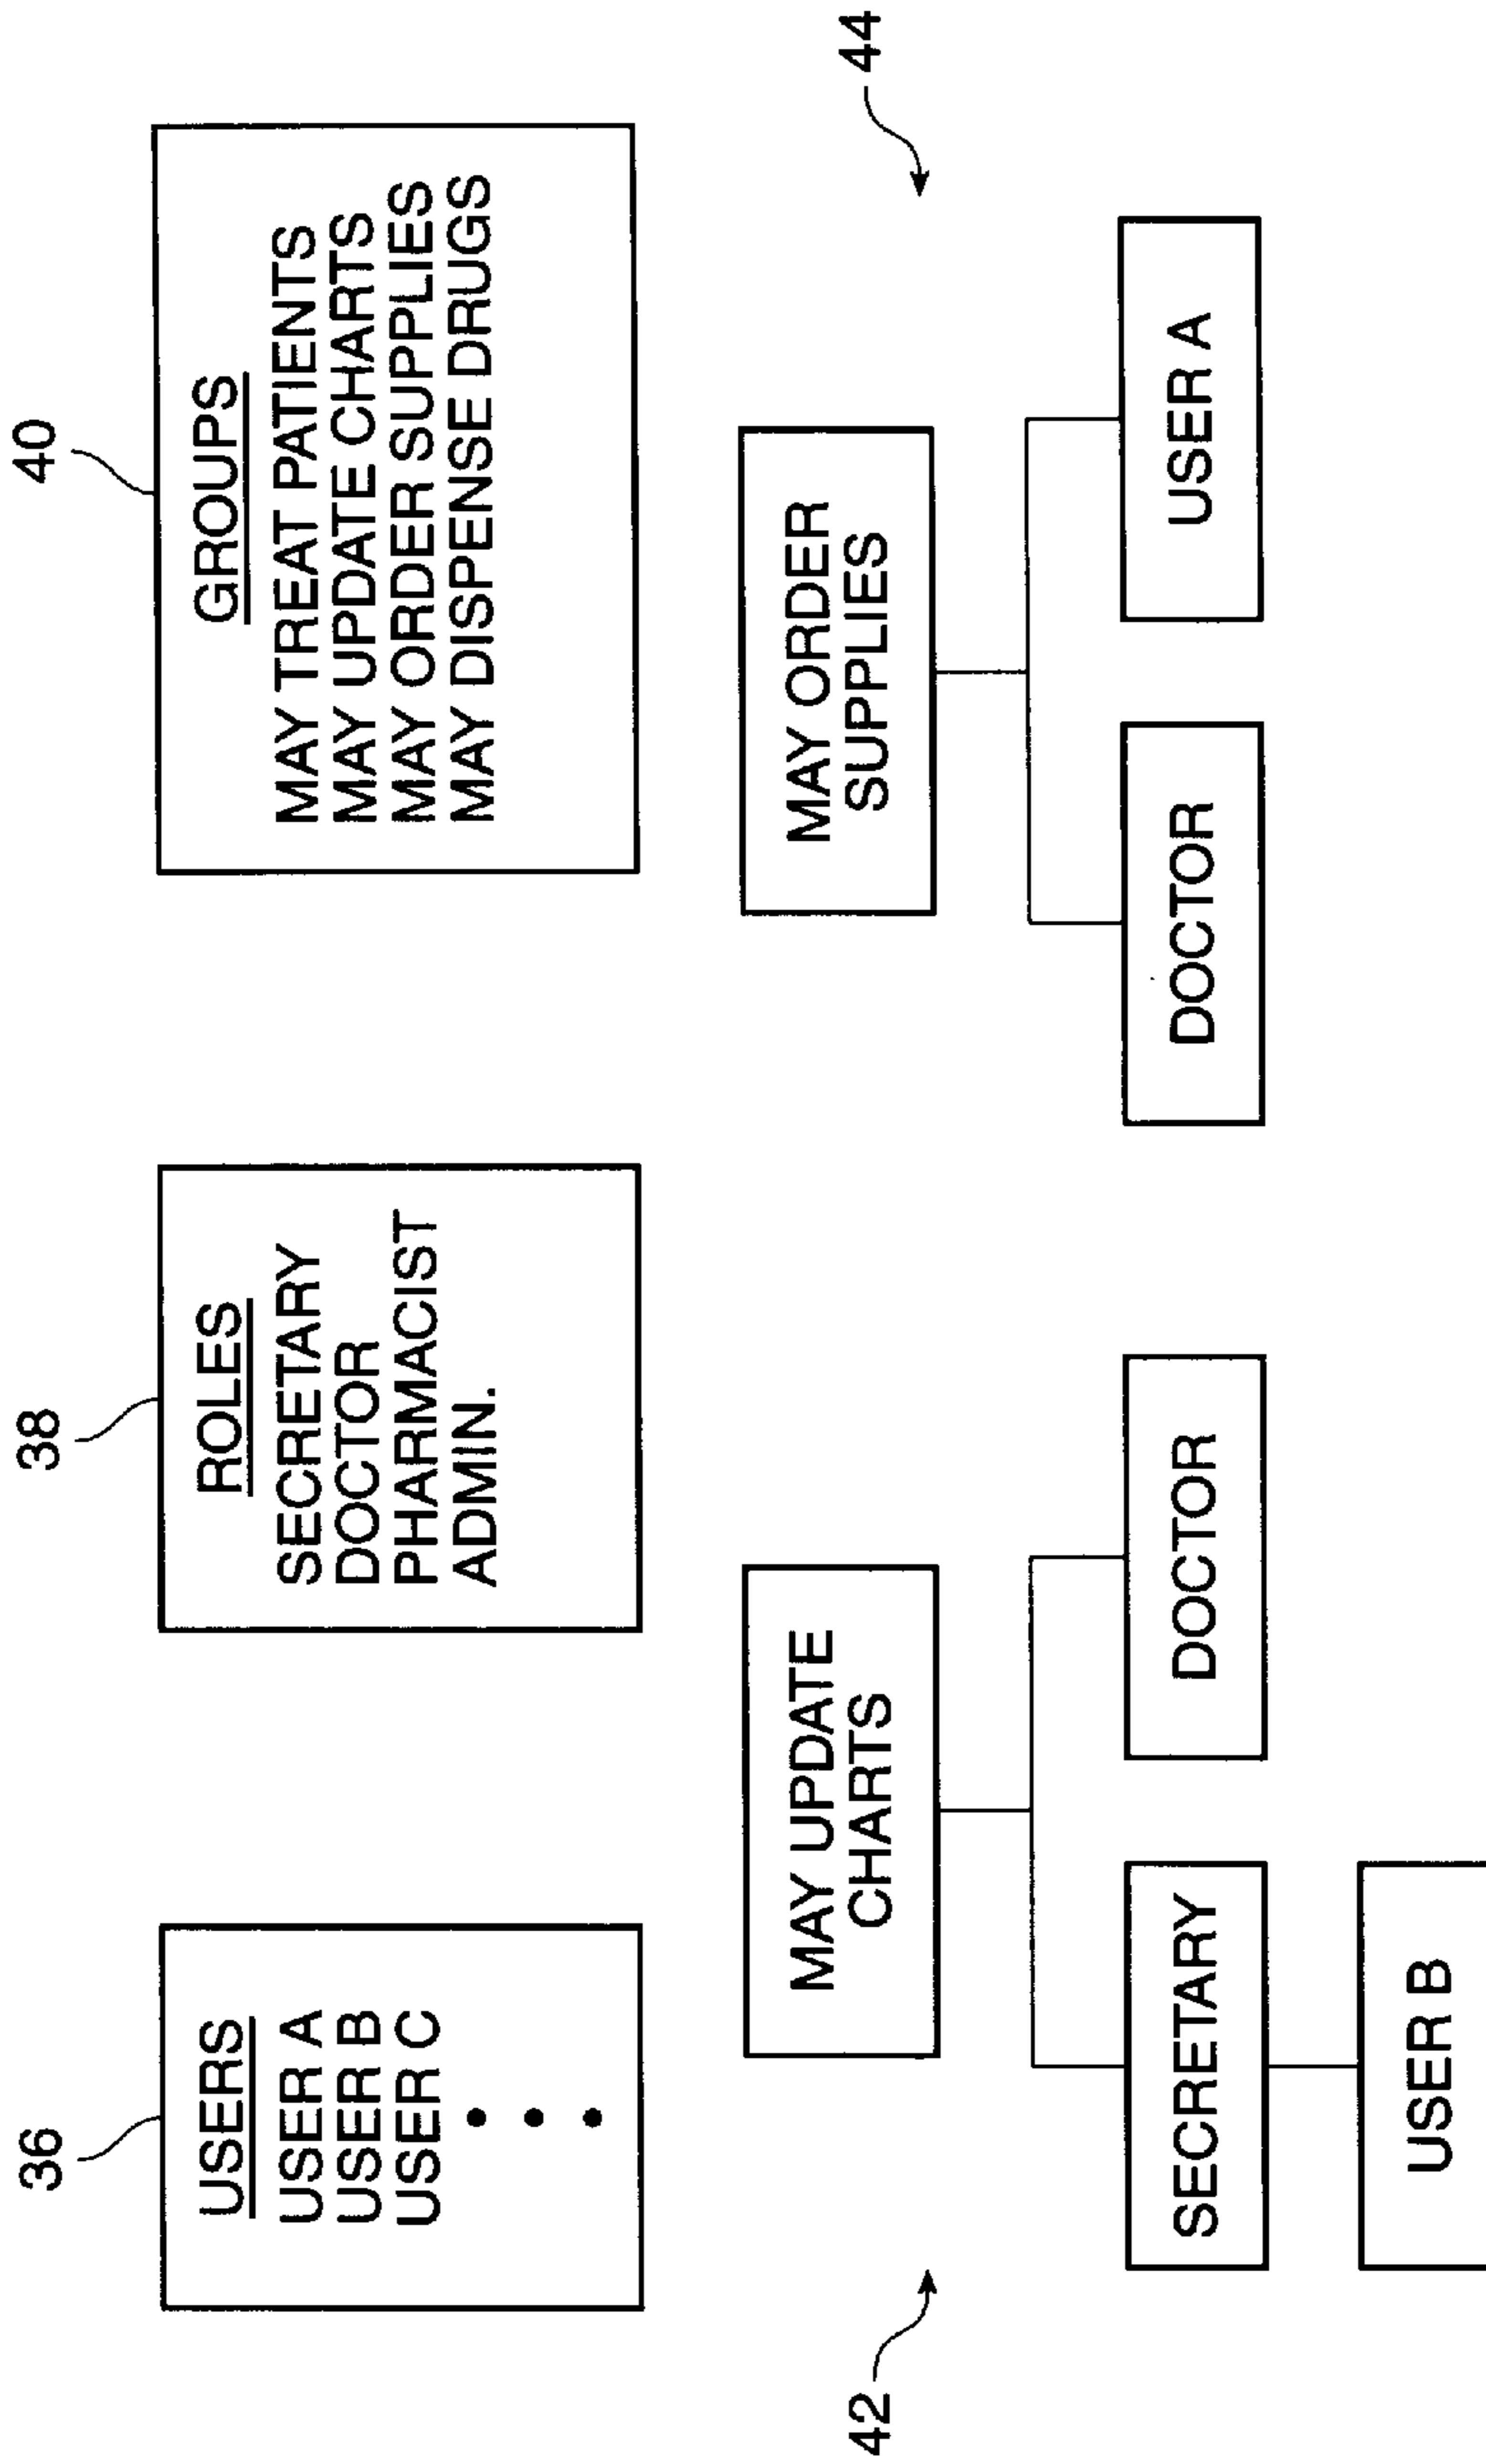 36
USERS
USER A
USER B
USER C
38
ROLES
SECRETARY
DOCTOR
PHARMACIST
ADMIN.
40
GROUPS
MAY TREAT PATIENTS
MAY UPDATE CHARTS
MAY ORDER SUPPLIES
MAY DISPENSE DRUGS
42
MAY UPDATE
CHARTS
SECRETARY
DOCTOR
USER B
44
MAY ORDER
SUPPLIES
DOCTOR
USER A